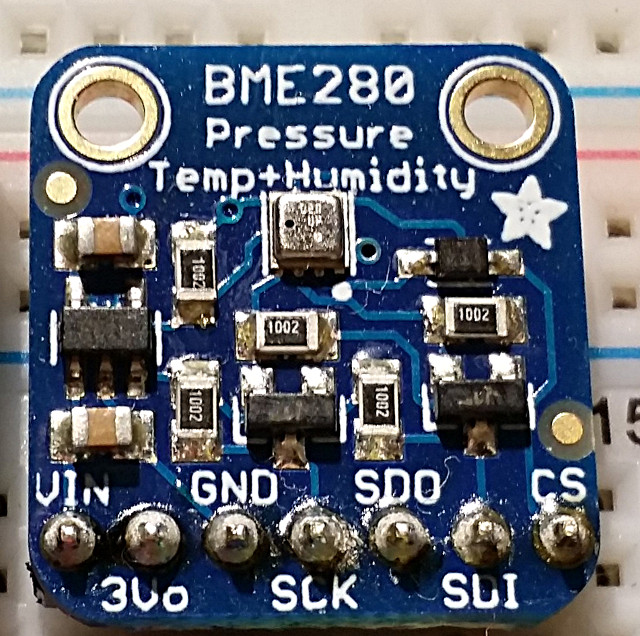 BME280
Pressure
Temp+Humidity
1002
1002
1002
1002
1002
15
VIN GND SDO CS
3Vo SCK SDI